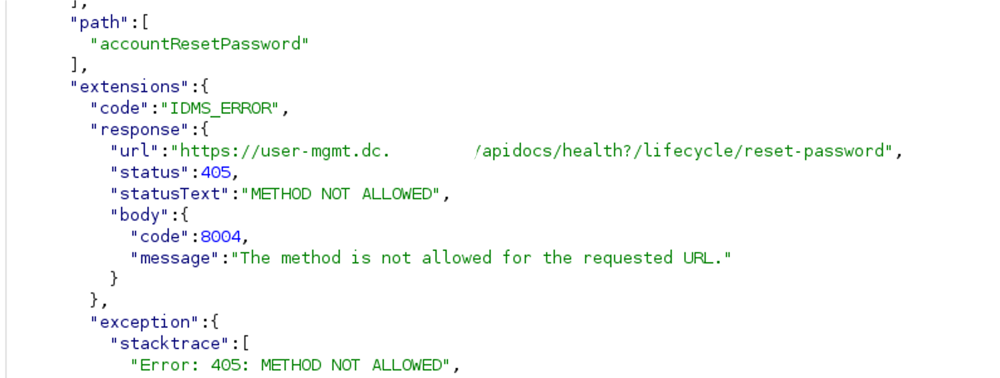 ],
"path":[
"accountResetPassword"
],
"extensions":{
"code":"IDMS_ERROR",
"response":{
"url":"https://user-mgmt.dc. /apidocs/health?/lifecycle/reset-password",
"status":405,
"statusText":"METHOD NOT ALLOWED",
"body":{
"code":8004,
"message":"The method is not allowed for the requested URL."
}
},
"exception":{
"stacktrace":[
"Error: 405: METHOD NOT ALLOWED",